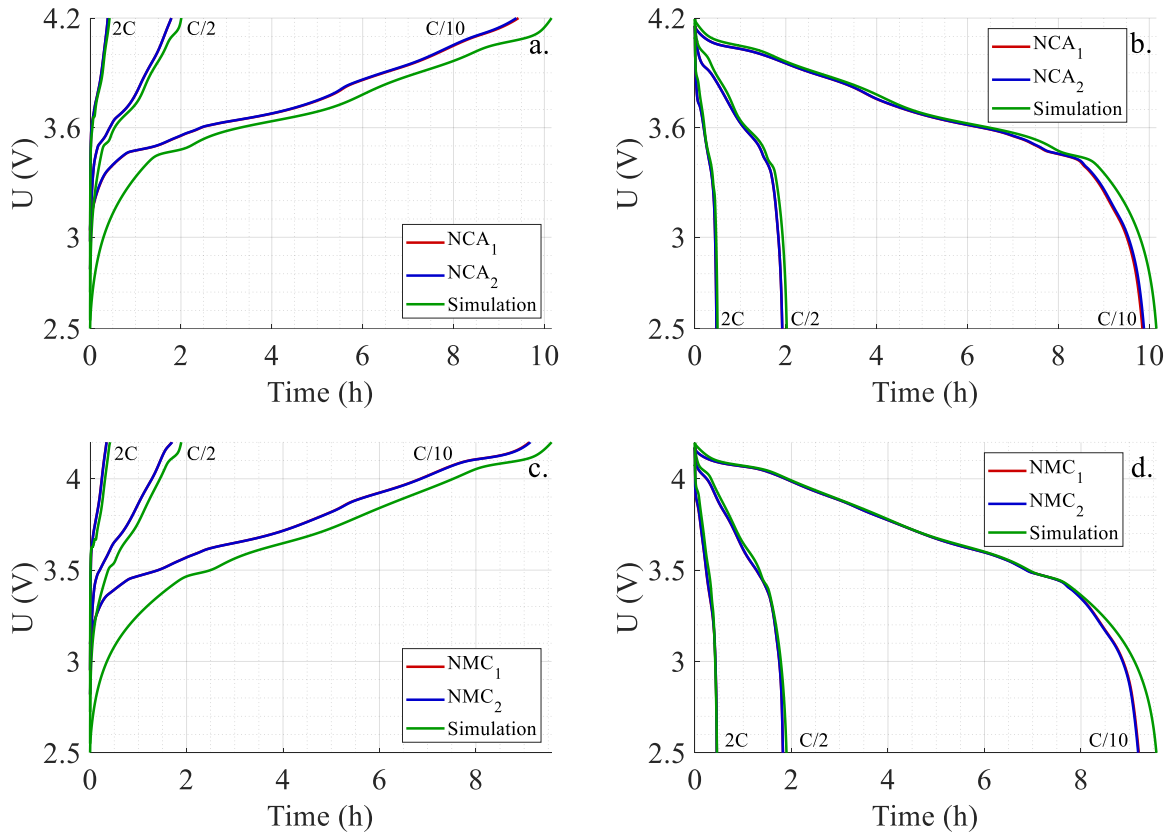 4.2
2C
C/2
C/10
a.
3.6
U (V)
3
NCA1
NCA2
Simulation
2.5
0
2
4
6
8
10
Time (h)
4.2
b.
NCA1
NCA2
Simulation
3.6
U (V)
3
2C
C/2
C/10
2.5
0
2
4
6
8
10
Time (h)
2C
C/2
C/10
c.
4
3.5
U (V)
3
NMC1
NMC2
Simulation
2.5
0
2
4
6
8
Time (h)
d.
NMC1
NMC2
Simulation
4
3.5
U (V)
3
2C
C/2
C/10
2.5
0
2
4
6
8
Time (h)